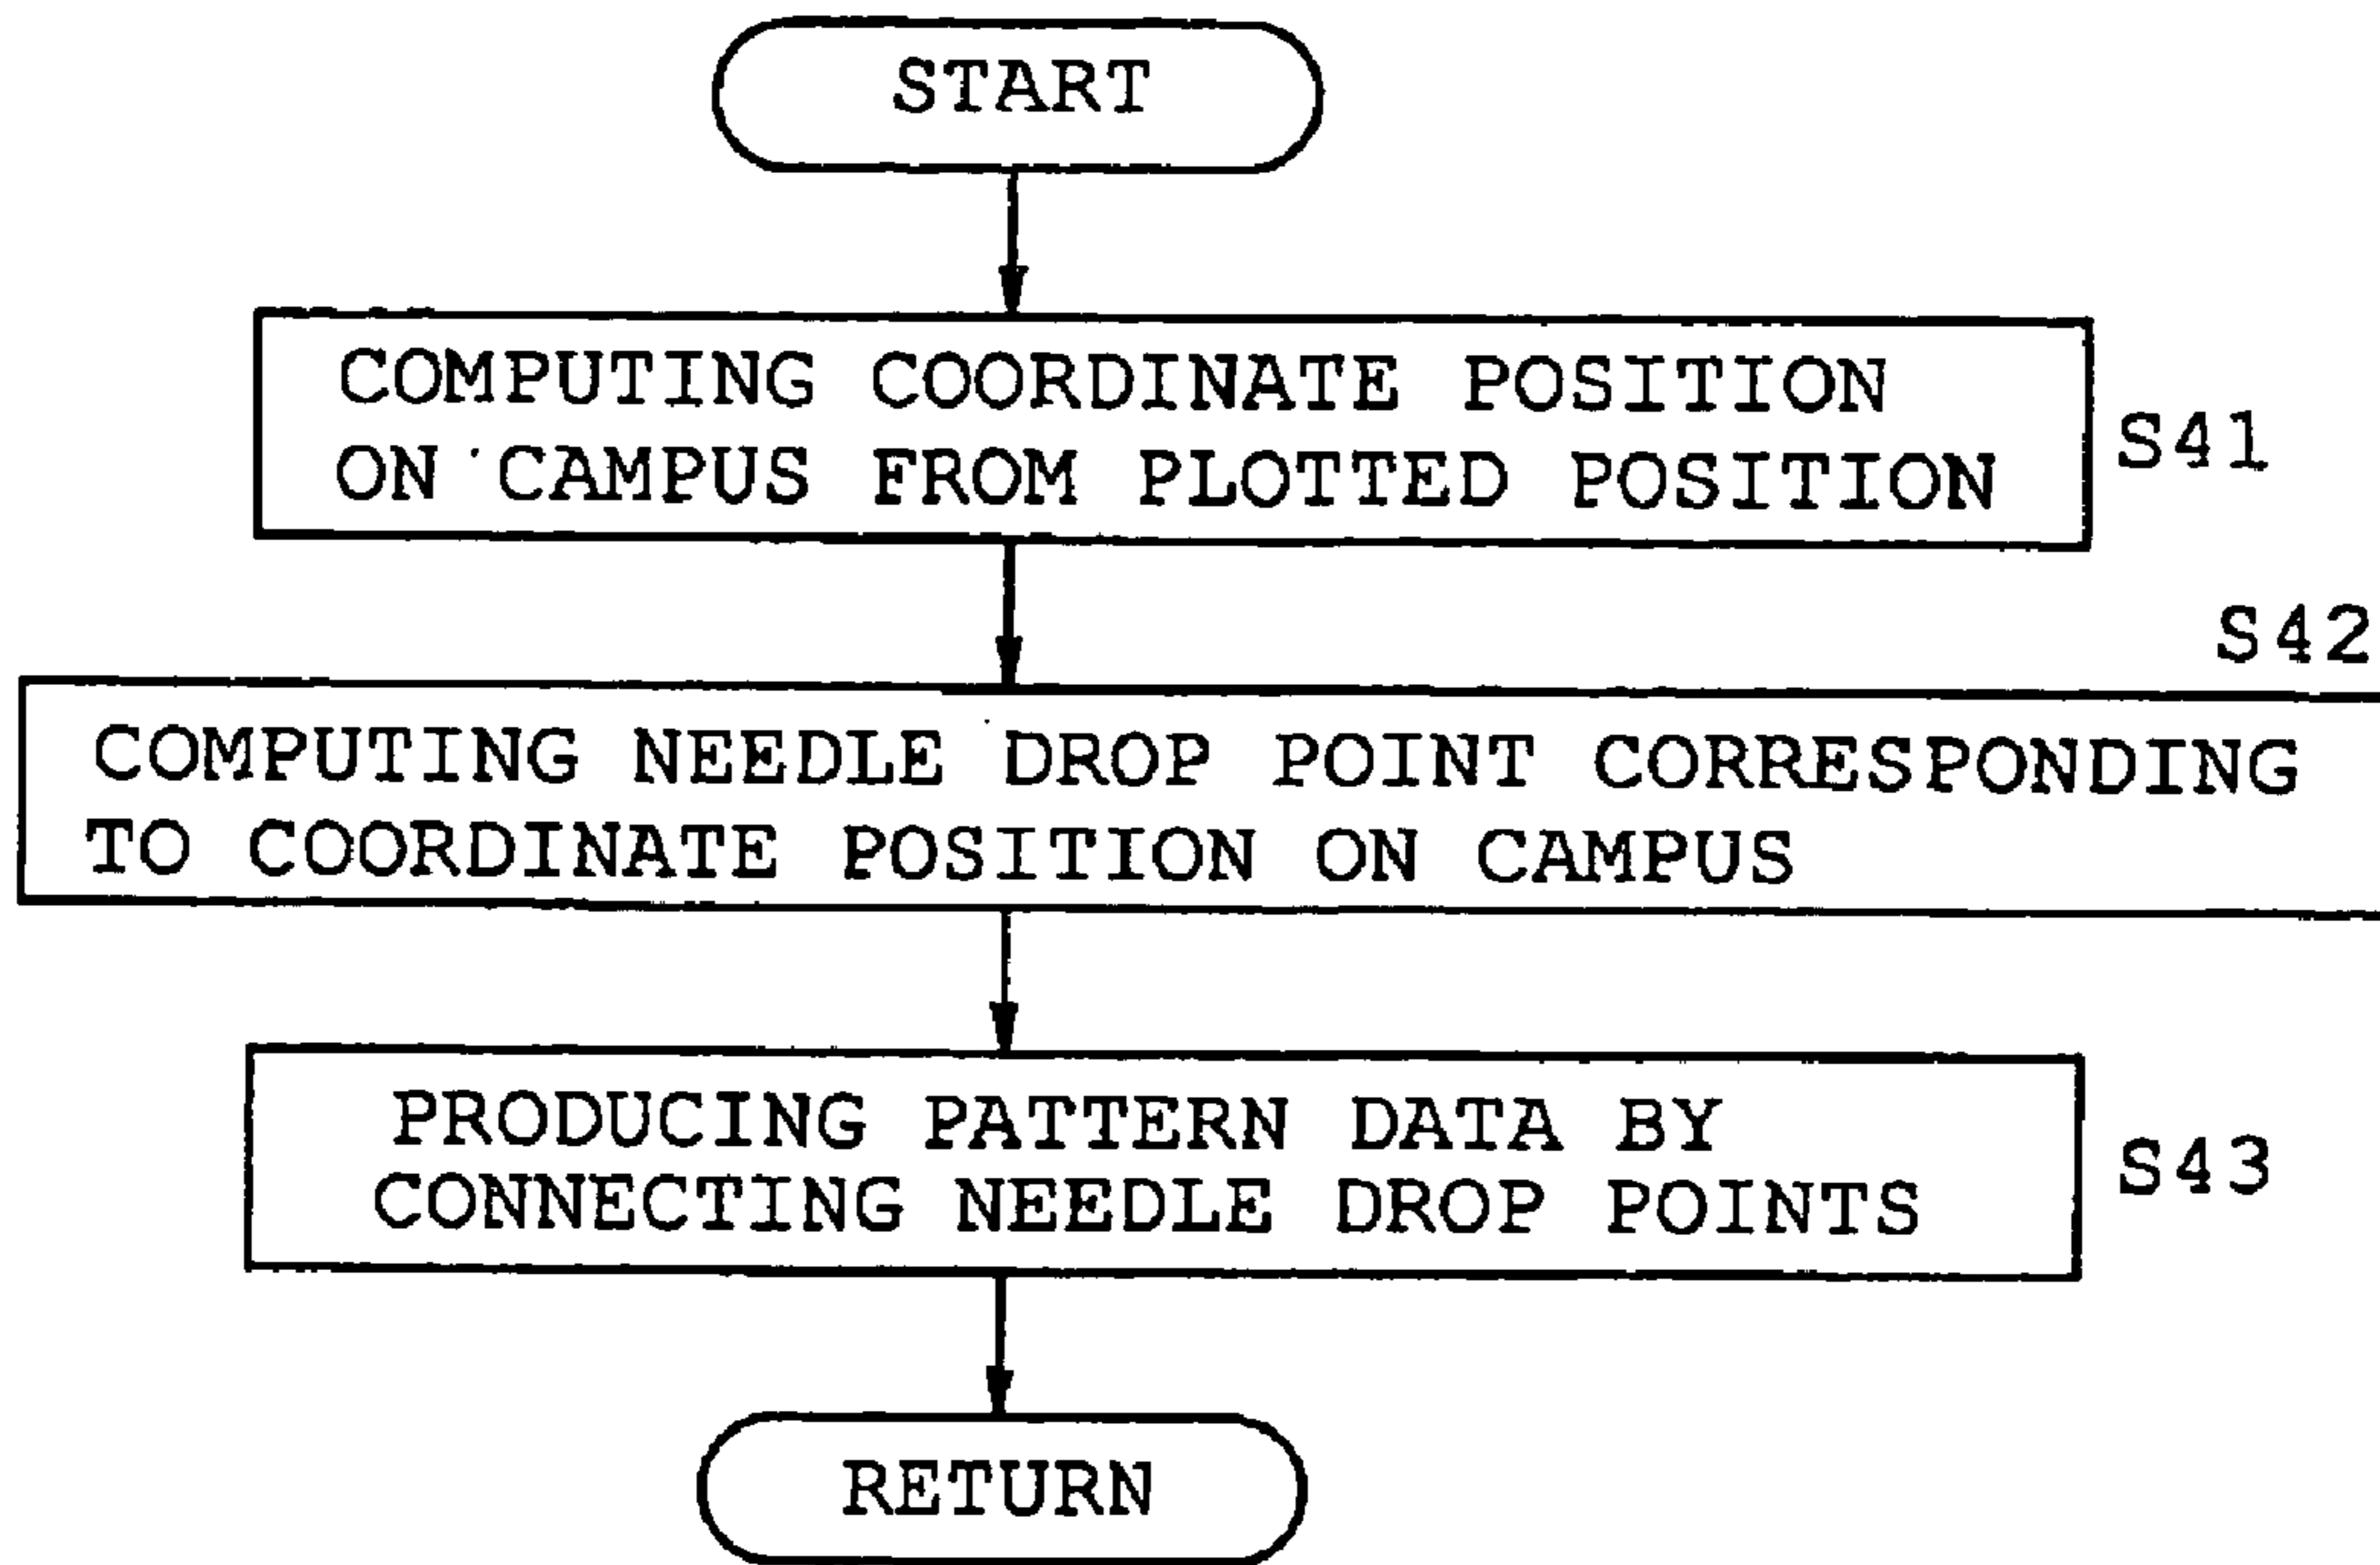 START
COMPUTING COORDINATE POSITION
ON CAMPUS FROM PLOTTED POSITION
S41
S42
COMPUTING NEEDLE DROP POINT CORRESPONDING
TO COORDINATE POSITION ON CAMPUS
PRODUCING PATTERN DATA BY
CONNECTING NEEDLE DROP POINTS
S43
RETURN